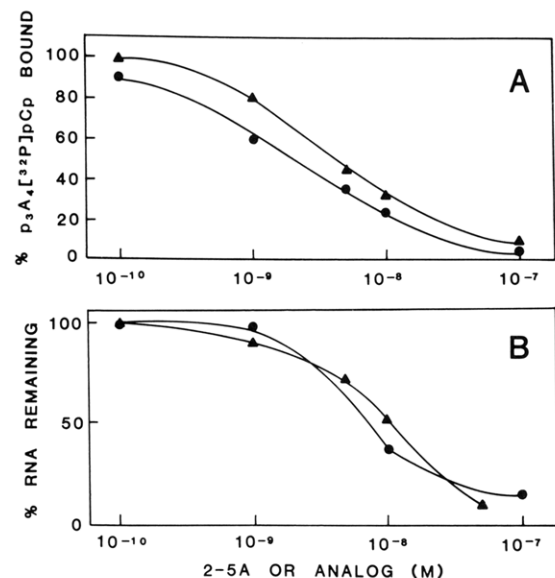 % p₃A₄[³²P]pCp BOUND
100
80
60
40
20
0
A
10⁻¹⁰ 10⁻⁹ 10⁻⁸ 10⁻⁷
% RNA REMAINING
100
50
0
B
10⁻¹⁰ 10⁻⁹ 10⁻⁸ 10⁻⁷
2-5A OR ANALOG (M)